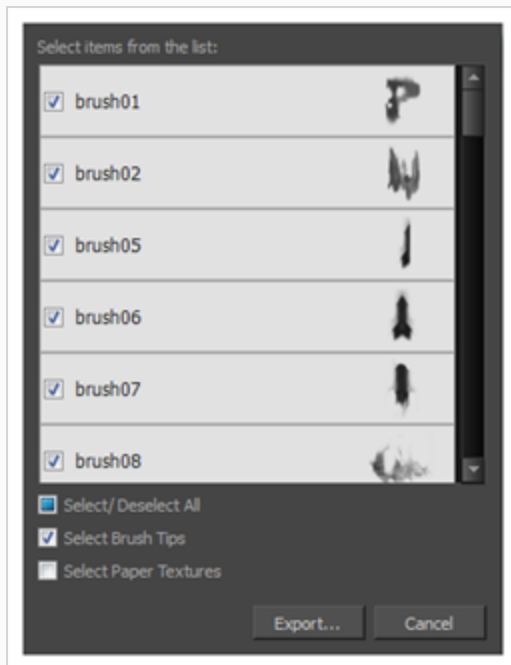 Select items from the list:
brush01
brush02
brush05
brush06
brush07
brush08
Select/ Deselect All
Select Brush Tips
Select Paper Textures
Export... Cancel